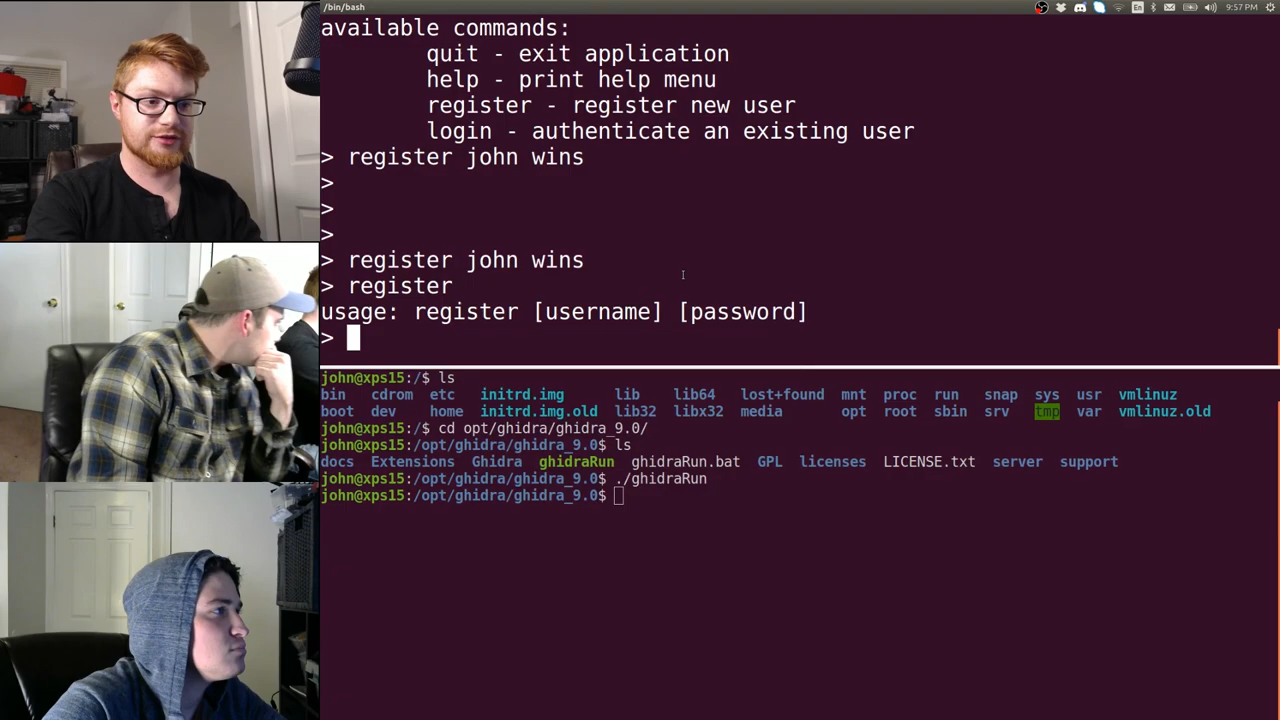 /bin/bash
En
9:57 PM
available commands:
quit - exit application
help - print help menu
register - register new user
login - authenticate an existing user
> register john wins
>
>
>
> register john wins
> register
usage: register [username] [password]
>
john@xps15:/$ ls
bin cdrom etc initrd.img lib lib64 lost+found mnt proc run snap sys usr vmlinuz
boot dev home initrd.img.old lib32 libx32 media opt root sbin srv tmp var vmlinuz.old
john@xps15:/$ cd opt/ghidra/ghidra_9.0/
john@xps15:/opt/ghidra/ghidra_9.0$ ls
docs Extensions Ghidra ghidraRun ghidraRun.bat GPL licenses LICENSE.txt server support
john@xps15:/opt/ghidra/ghidra_9.0$ ./ghidraRun
john@xps15:/opt/ghidra/ghidra_9.0$